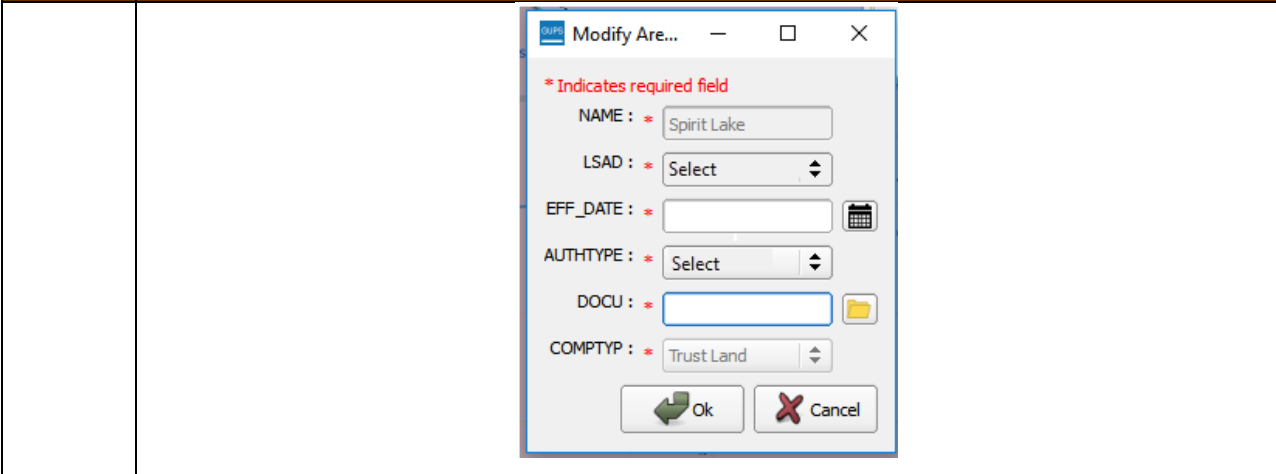 GUPS Modify Are...
* Indicates required field
NAME : * Spirit Lake
LSAD : * Select
EFF_DATE : *
AUTHTYPE : * Select
DOCU : *
COMPTYP : * Trust Land
Ok Cancel